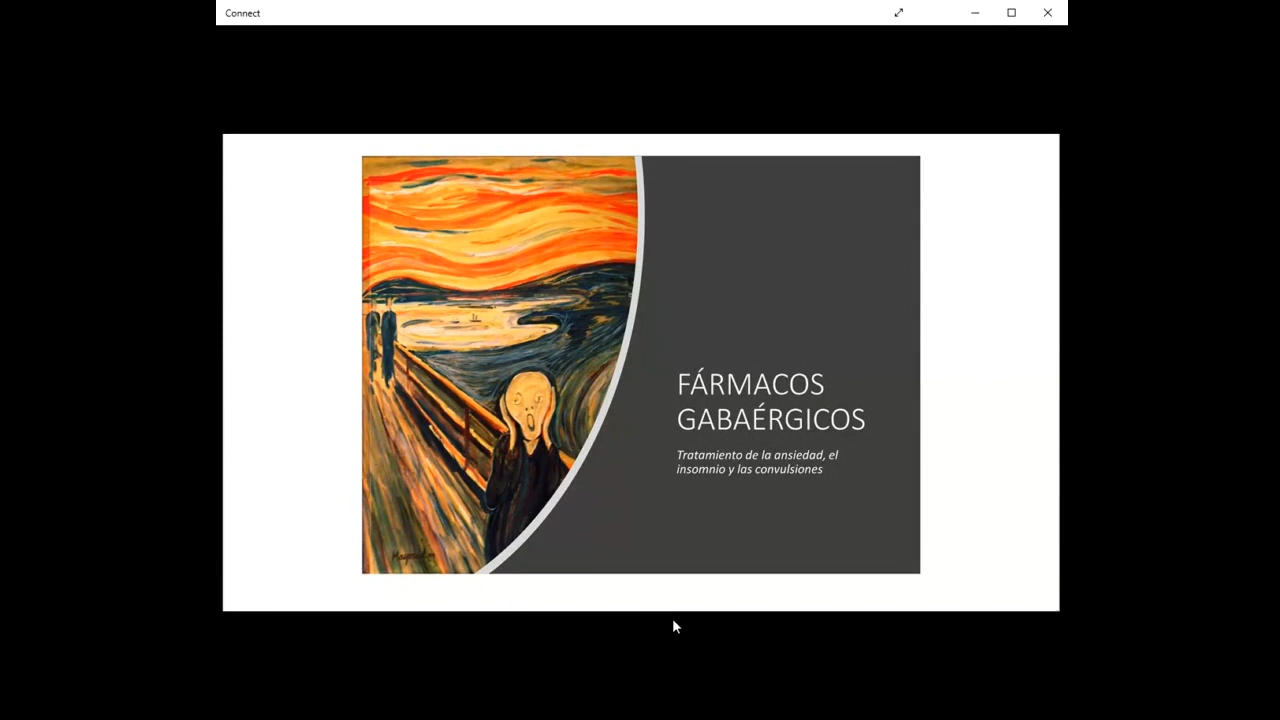 Connect
FÁRMACOS
GABAÉRGICOS
Tratamiento de la ansiedad, el
insomnio y las convulsiones